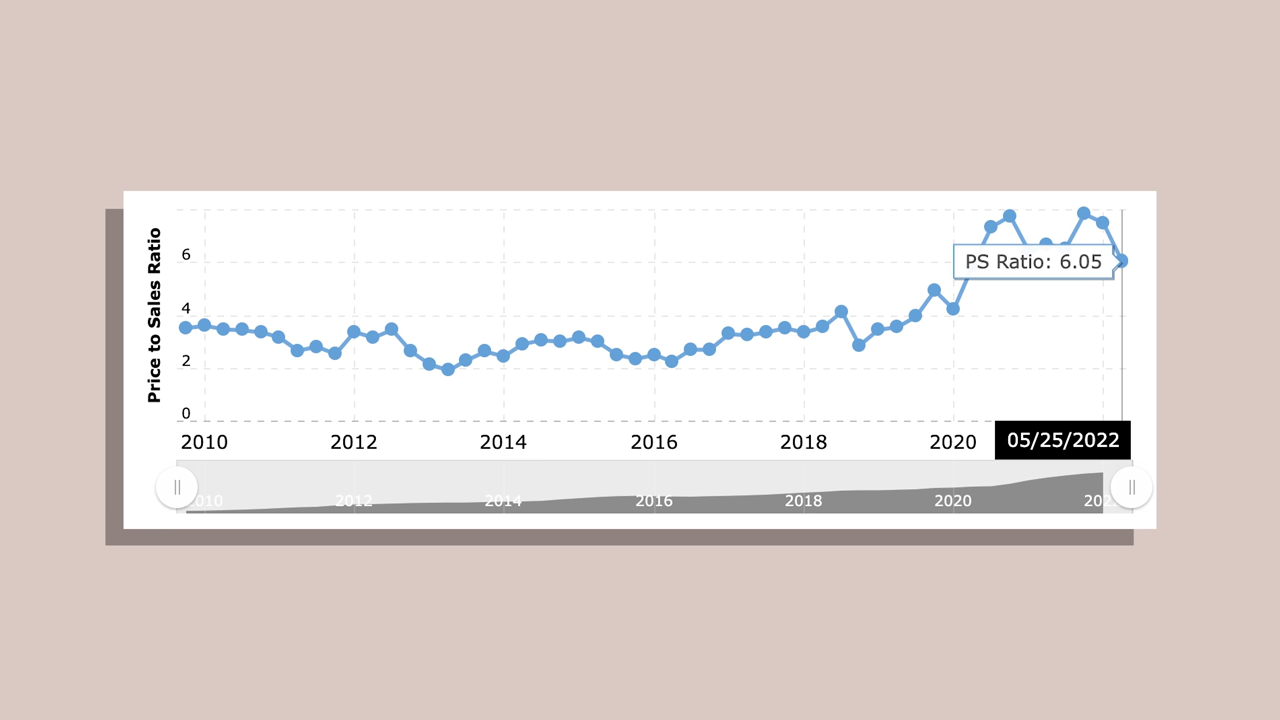 Price to Sales Ratio
6
4
2
0
PS Ratio: 6.05
2010 2012 2014 2016 2018 2020 05/25/2022
2012 2014 2016 2018 2020